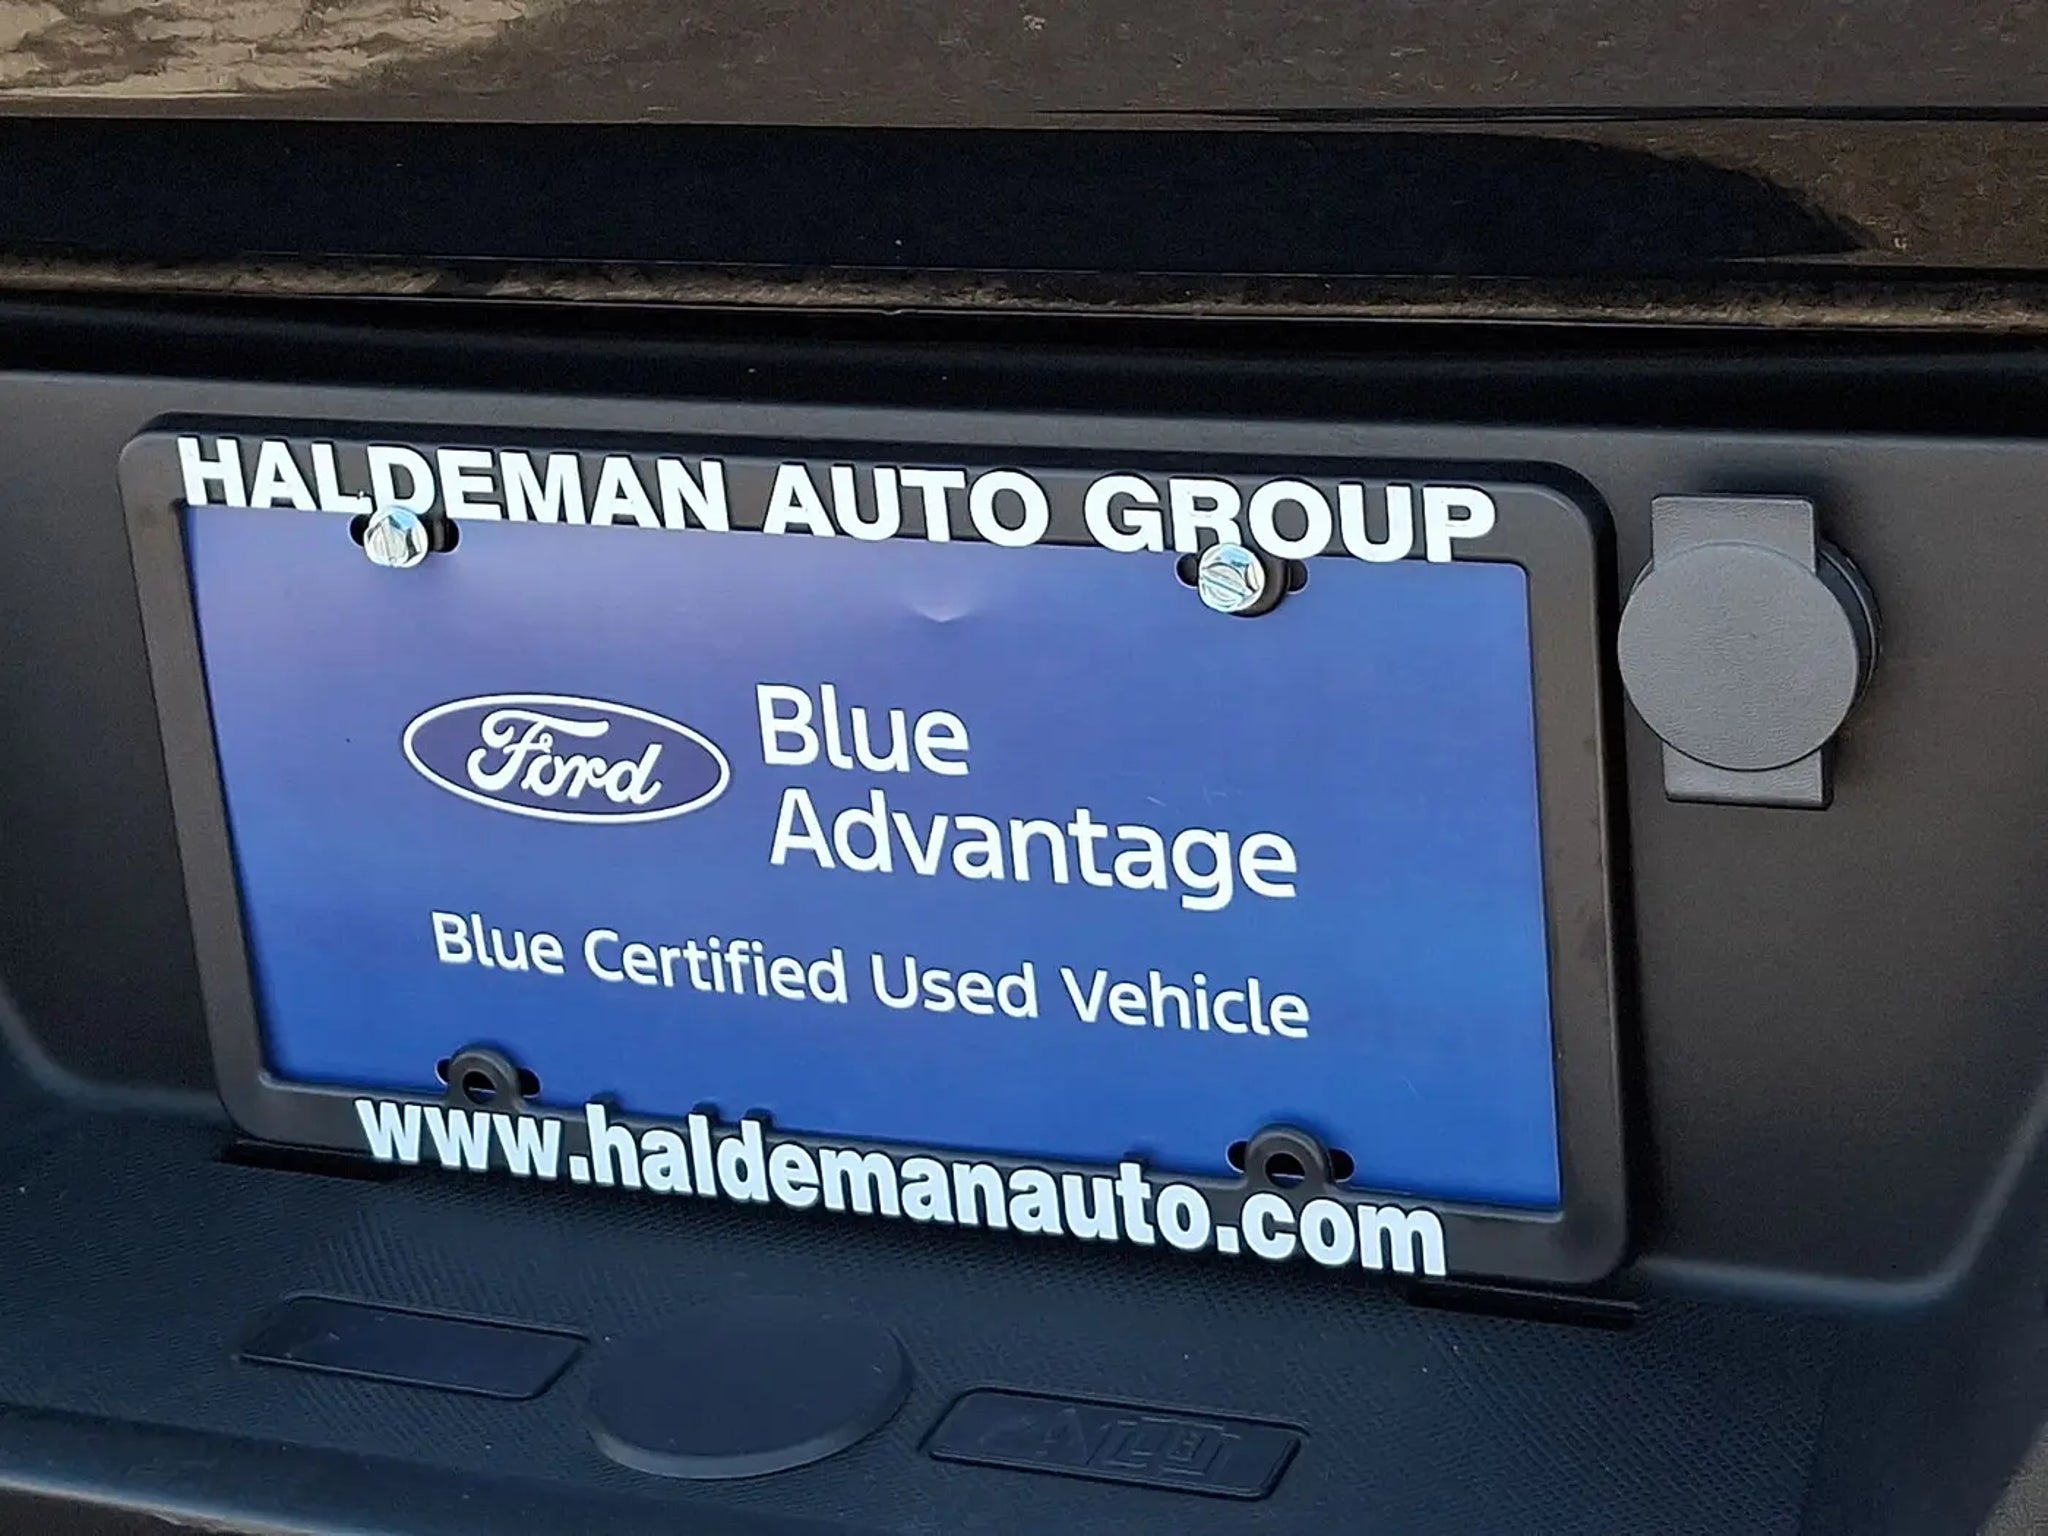 HALDEMAN AUTO GROUP
Ford
Blue
Advantage
Blue Certified Used Vehicle
www.haldemanauto.com